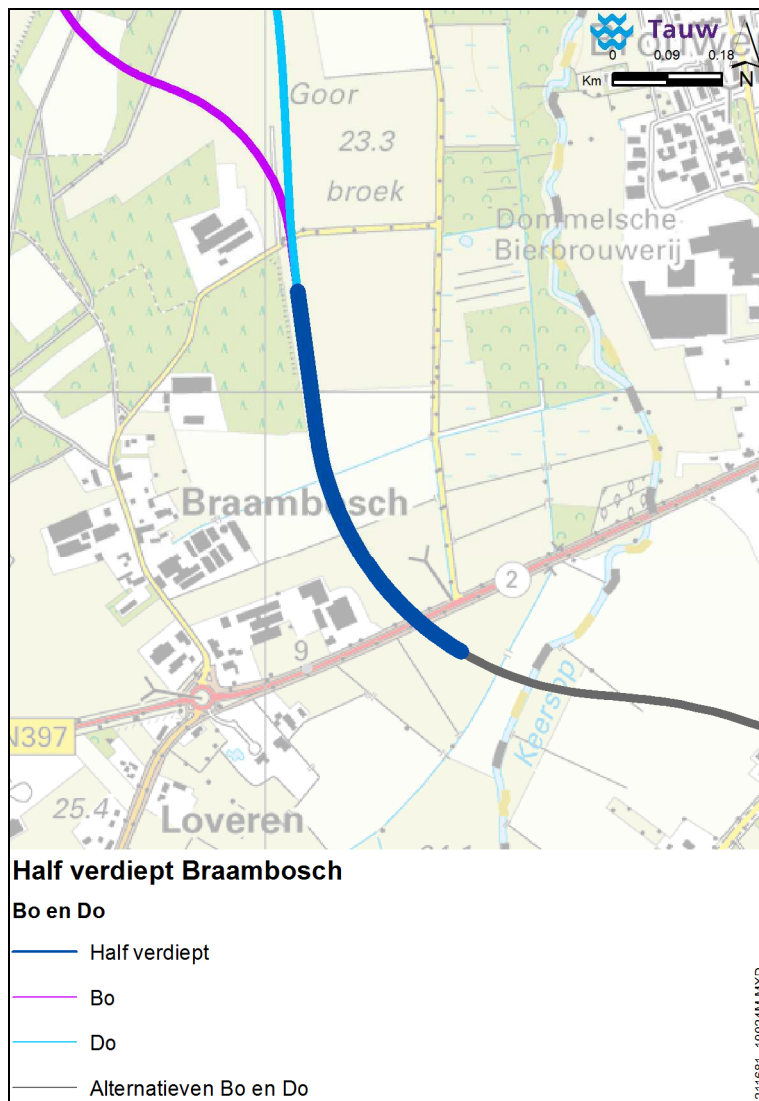 Tauw
Brouwe
0 0,09 0,18
Km
N
Goor
23.3
broek
Dommelsche
Bierbrouwerij
Braambosch
2
9
Keersop
N397
25.4
Loveren
Half verdiept Braambosch
Bo en Do
Half verdiept
Bo
Do
Alternatieven Bo en Do